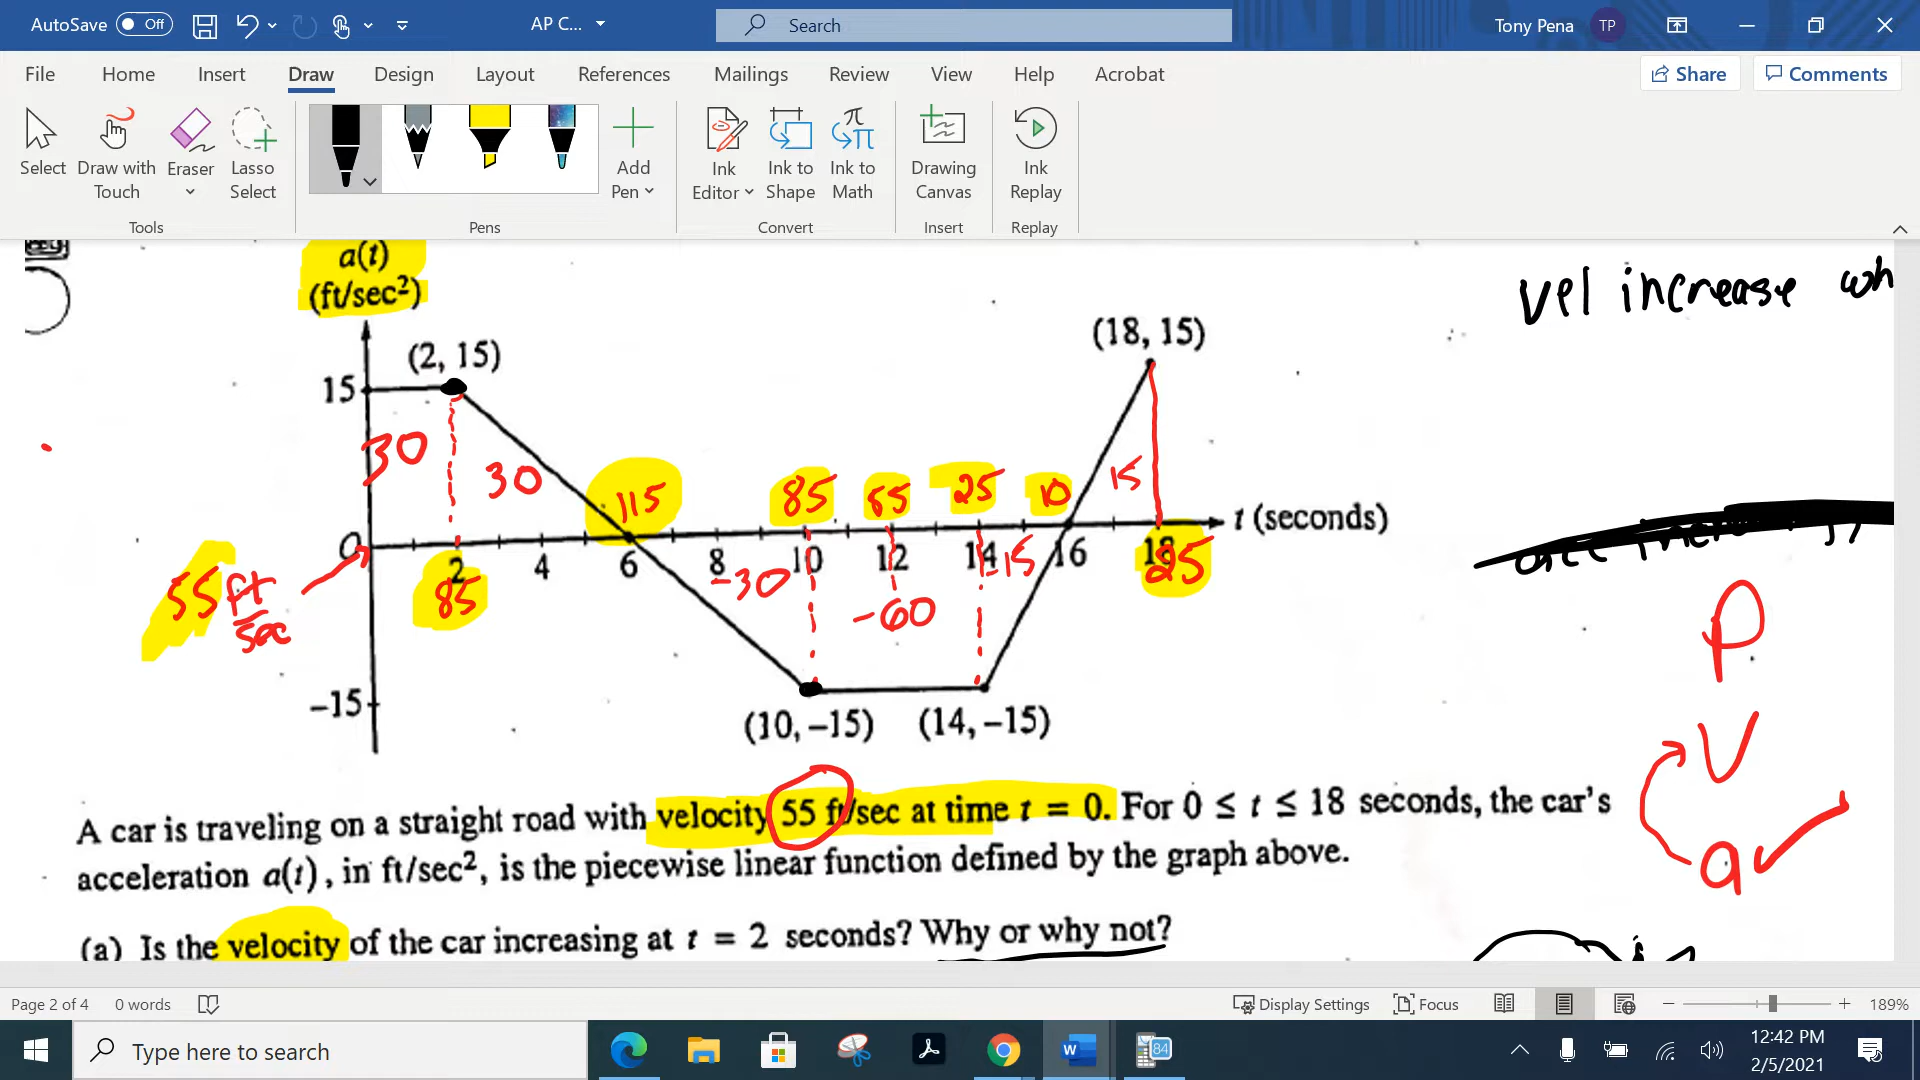 AutoSave Off AP C... Search Tony Pena TP
File Home Insert Draw Design Layout References Mailings Review View Help Acrobat Share Comments
Select Draw with Touch Eraser Lasso Select Add Pen Ink Editor Ink to Shape Ink to Math Drawing Canvas Ink Replay
Tools Pens Convert Insert Replay
a(t)
(ft/sec²)
vel increase wh
(18, 15)
(2, 15)
15
30
30
115
85
55
25
10
15
t (seconds)
0
2 4 6 8 10 12 14 16 18
55 ft/sec
85
-30
-60
-15
25
-15
(10, -15) (14, -15)
P
V
a
A car is traveling on a straight road with velocity 55 ft/sec at time t = 0. For 0 ≤ t ≤ 18 seconds, the car's
acceleration a(t), in ft/sec², is the piecewise linear function defined by the graph above.
(a) Is the velocity of the car increasing at t = 2 seconds? Why or why not?
Page 2 of 4 0 words Display Settings Focus 189%
Type here to search 84 12:42 PM
2/5/2021